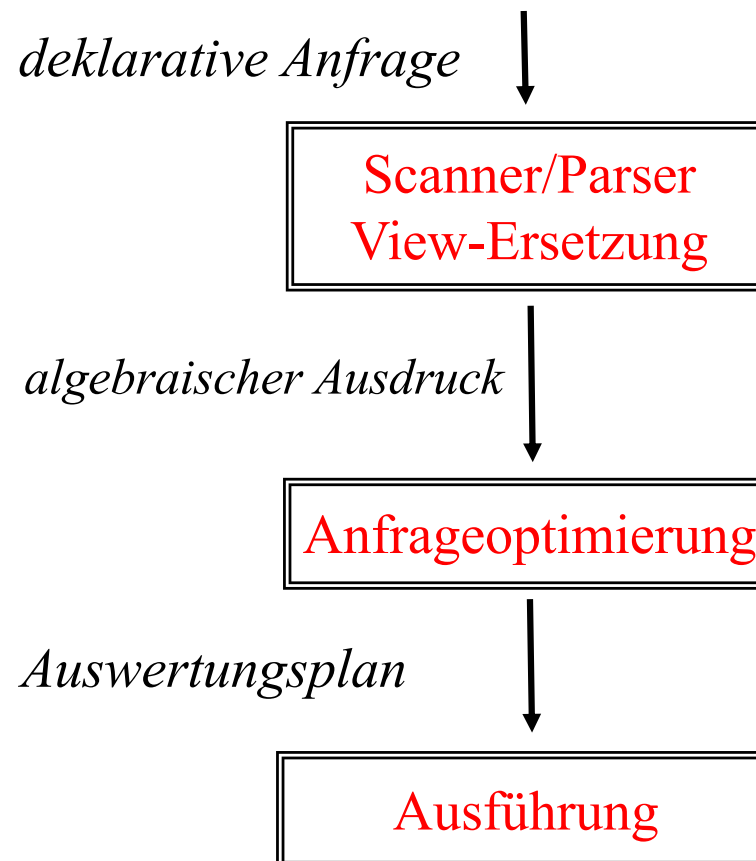 deklarative Anfrage
Scanner/Parser
View-Ersetzung
algebraischer Ausdruck
Anfrageoptimierung
Auswertungsplan
Ausführung